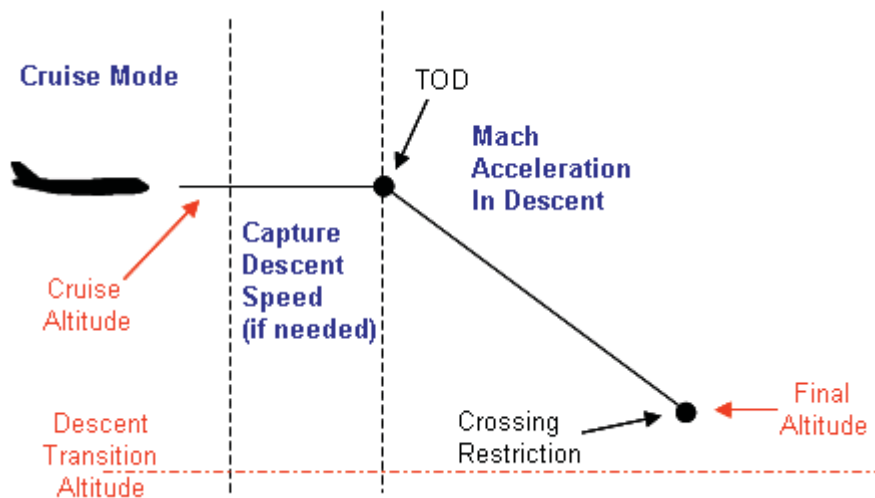 Cruise Mode
TOD
Mach
Acceleration
In Descent
Capture
Descent
Speed
(if needed)
Cruise
Altitude
Final
Altitude
Crossing
Restriction
Descent
Transition
Altitude